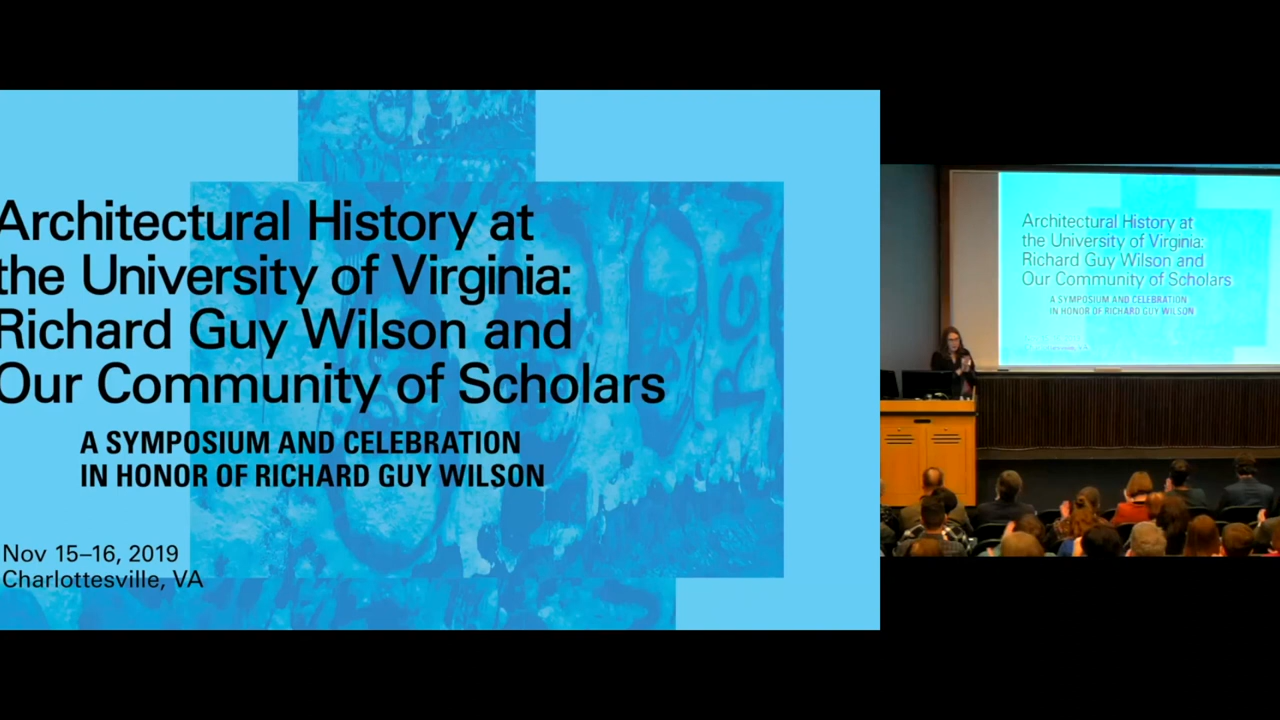 Architectural History at
the University of Virginia:
Richard Guy Wilson and
Our Community of Scholars
A SYMPOSIUM AND CELEBRATION
IN HONOR OF RICHARD GUY WILSON
Nov 15–16, 2019
Charlottesville, VA
RGW
Architectural History at
the University of Virginia:
Richard Guy Wilson and
Our Community of Scholars
A SYMPOSIUM AND CELEBRATION
IN HONOR OF RICHARD GUY WILSON